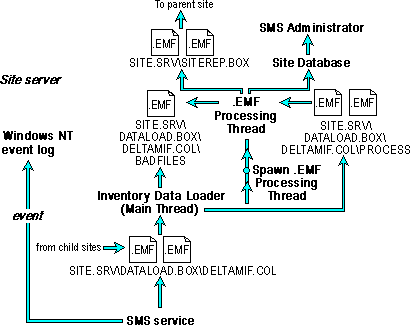 To parent site
SMS Administrator
.EMF .EMF
SITE.SRV\SITEREP.BOX
Site Database
Site server
.EMF
.EMF
Processing
Thread
.EMF .EMF
SITE.SRV\
DATALOAD.BOX\
DELTAMIF.COL\
BADFILES
SITE.SRV\
DATALOAD.BOX\
DELTAMIF.COL\PROCESS
Windows NT
event log
Spawn .EMF
Processing
Thread
Inventory Data Loader
(Main Thread)
event
from child sites
.EMF .EMF
SITE.SRV\DATALOAD.BOX\DELTAMIF.COL
SMS service